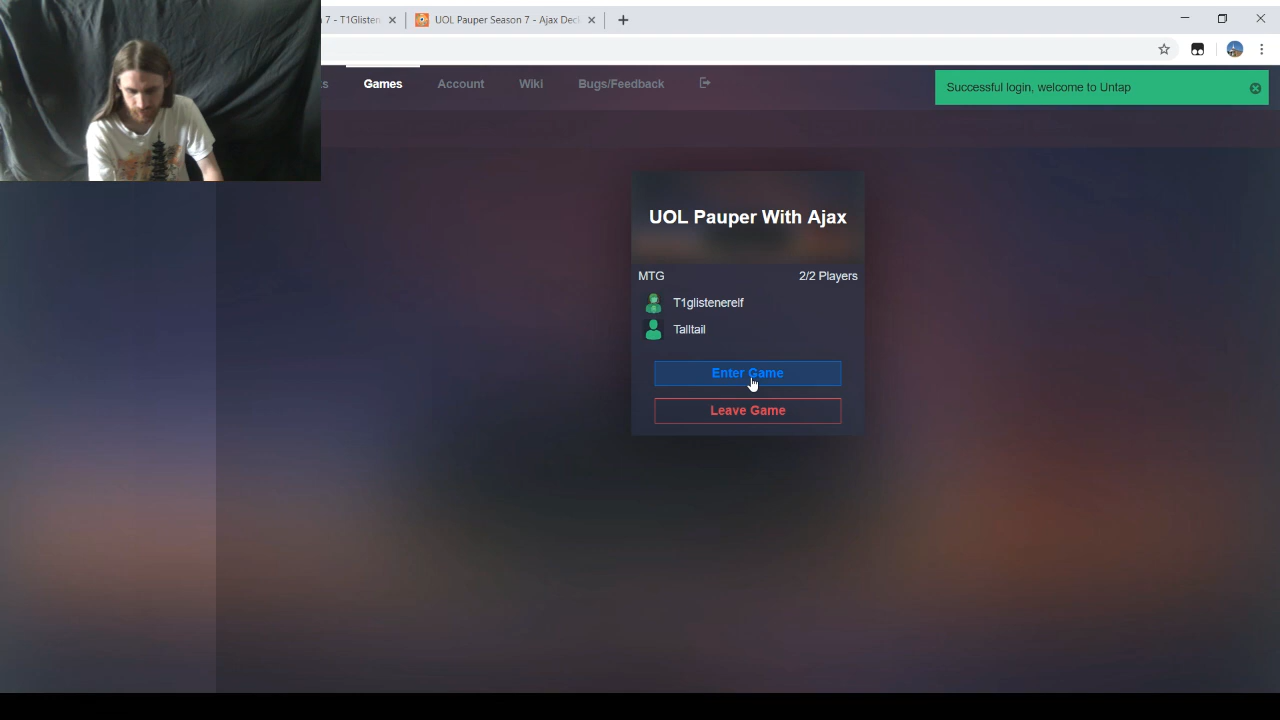 7 - T1Glisten
UOL Pauper Season 7 - Ajax Deck
Games
Account
Wiki
Bugs/Feedback
Successful login, welcome to Untap
UOL Pauper With Ajax
MTG
2/2 Players
T1glistenerelf
Talltail
Enter Game
Leave Game